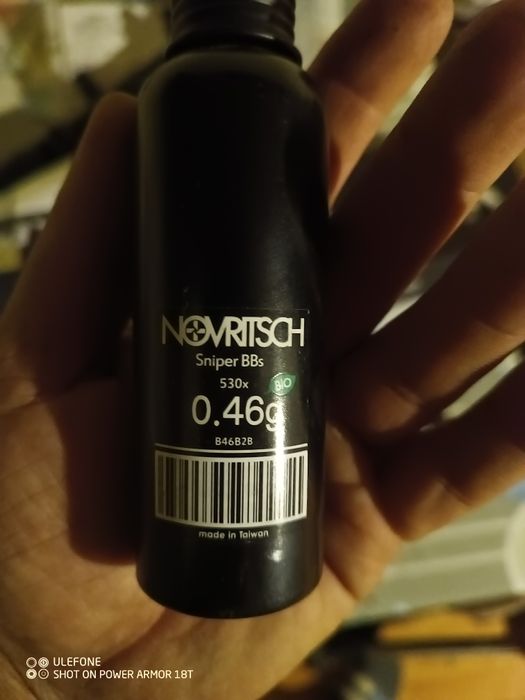 NOVRITSCH
Sniper BBs
530x
BIO
0.46g
B46B2B
made in Taiwan
ULEFONE
SHOT ON POWER ARMOR 18T